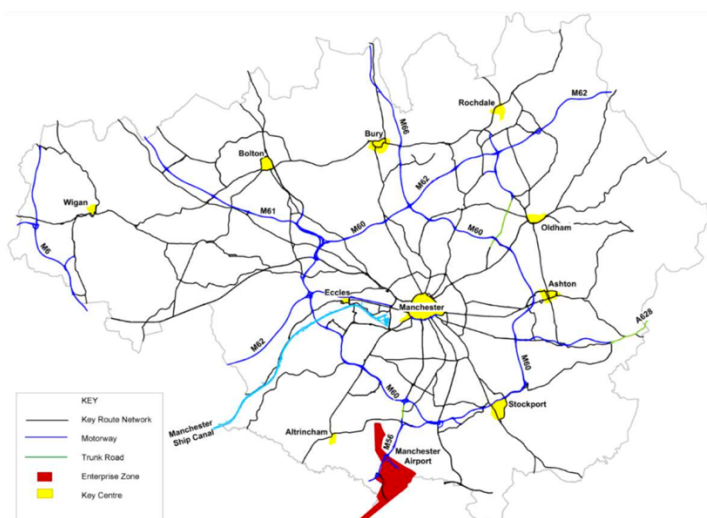 M62
Rochdale
M66
Bury
Bolton
M62
Wigan
M61
M60
M60
Oldham
M6
Eccles
Manchester
Ashton
A628
M62
M60
M60
Stockport
Manchester
Ship Canal
Altrincham
M56
Manchester
Airport
KEY
Key Route Network
Motorway
Trunk Road
Enterprise Zone
Key Centre